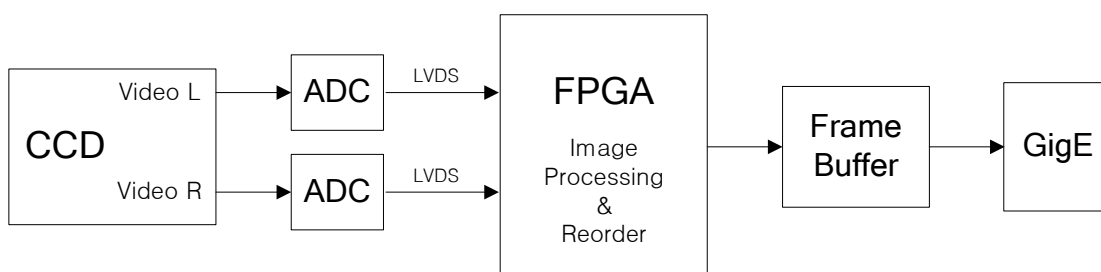 Video L
CCD
Video R
ADC
ADC
LVDS
LVDS
FPGA
Image
Processing
&
Reorder
Frame
Buffer
GigE